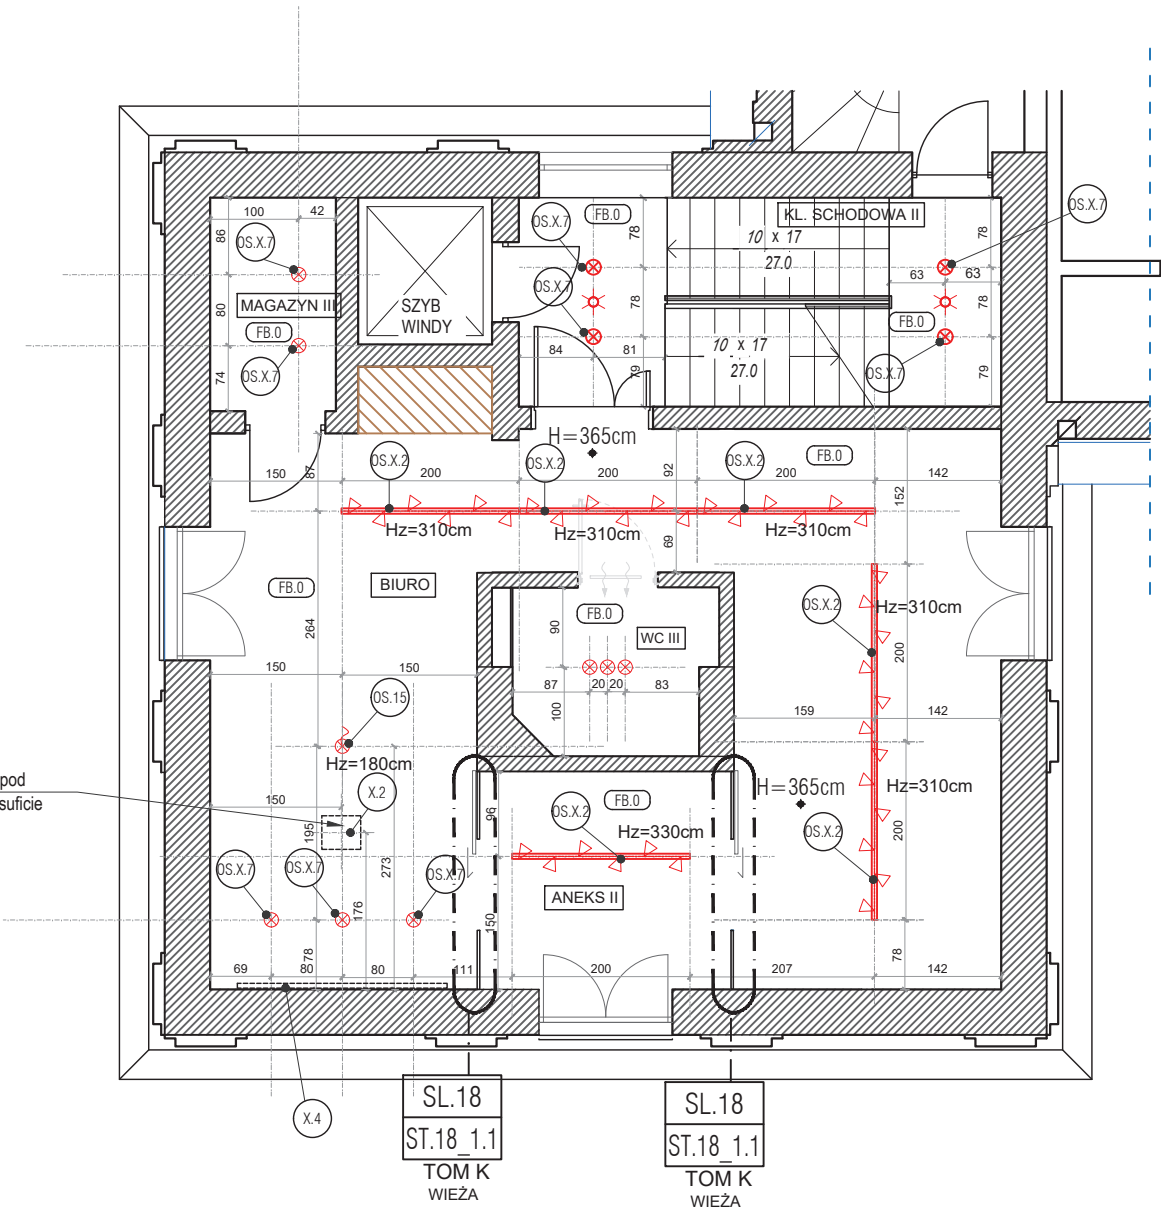 OS.X.7
FB.0
KL. SCHODOWA II
100
42
86
OS.X.7
78
10 x 17
27.0
78
OS.X.7
63
63
MAGAZYN III
80
SZYB
WINDY
FB.0
78
78
FB.0
OS.X.7
84
81
10 x 17
27.0
OS.X.7
74
79
79
H=365cm
FB.0
OS.X.2
OS.X.2
OS.X.2
150
87
200
200
92
200
142
152
Hz=310cm
Hz=310cm
Hz=310cm
69
BIURO
FB.0
FB.0
OS.X.2
Hz=310cm
264
90
WC III
200
150
150
87
20
20
83
OS.15
100
159
142
Hz=180cm
pod
suficie
X.2
H=365cm
Hz=310cm
150
FB.0
OS.X.2
96
Hz=330cm
OS.X.2
200
195
273
OS.X.7
OS.X.7
OS.X.7
ANEKS II
176
150
78
78
69
80
80
111
200
207
142
X.4
SL.18
ST.18_1.1
TOM K
WIEŻA
SL.18
ST.18_1.1
TOM K
WIEŻA